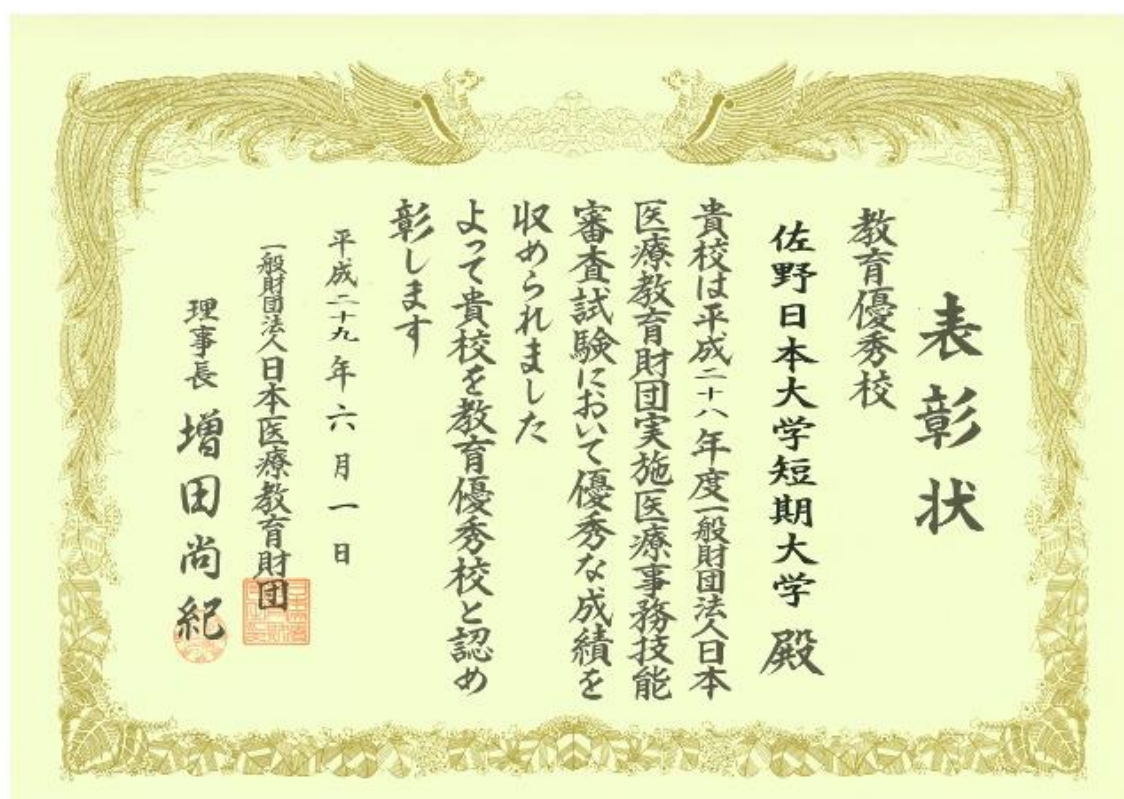 表彰状
教育優秀校
佐野日本大学短期大学 殿
貴校は平成二十八年度一般財団法人日本
医療教育財団実施医療事務技能
審査試験において優秀な成績を
収められました
よって貴校を教育優秀校と認め
彰します
平成二十九年六月一日
一般財団法人日本医療教育財団
理事長 増田尚紀